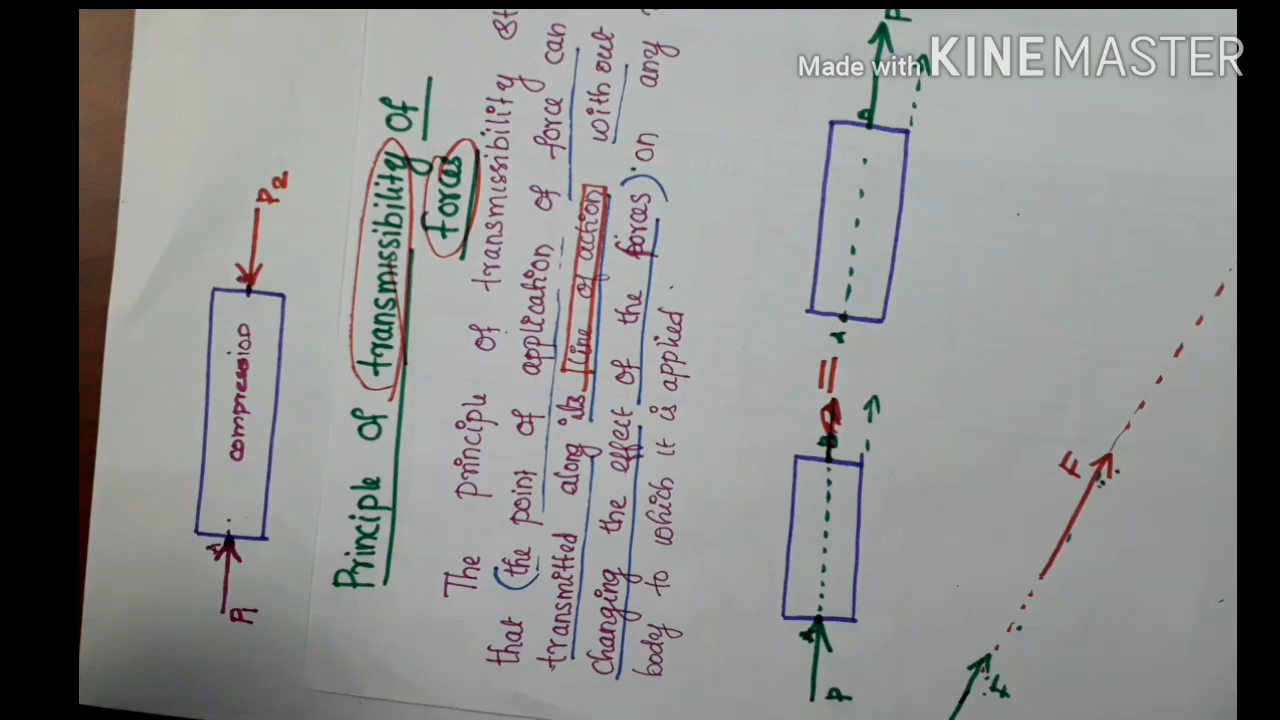 Made with KINEMASTER
P1
A
compression
P2
Principle of transmissibility of
forces
The principle of transmissibility
that (the point of application of force can
transmitted along its line of action with out
changing the effect of the forces) on any
body to which it is applied.
P
A
B
=
A
B
P
F
F